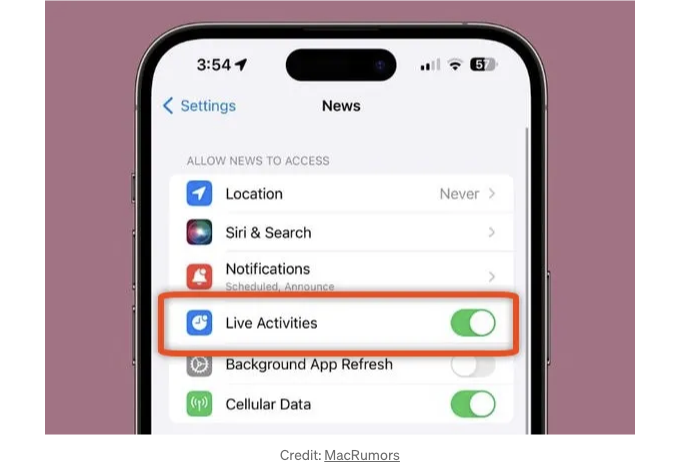 3:54
57
Settings
News
ALLOW NEWS TO ACCESS
Location
Never
Siri & Search
Notifications
Scheduled, Announce
Live Activities
Background App Refresh
Cellular Data
Credit: MacRumors